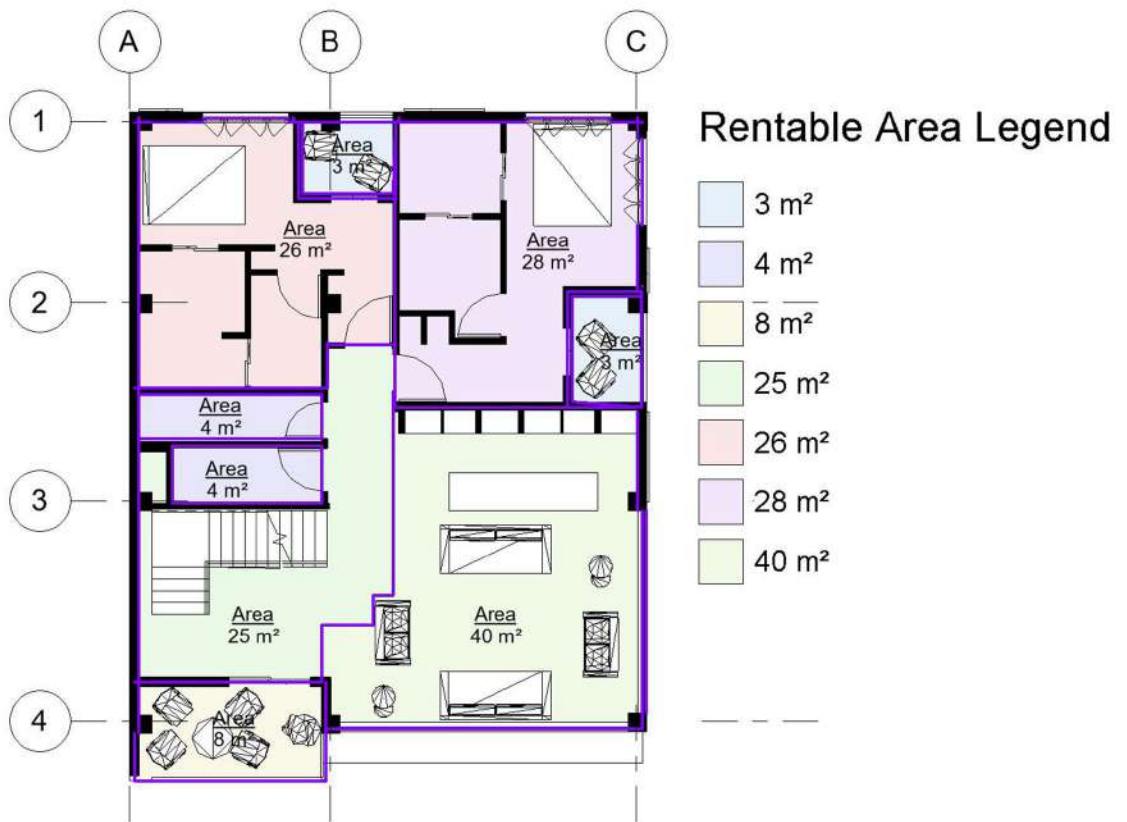 A
B
C
1
2
3
4
Rentable Area Legend
3 m²
4 m²
8 m²
25 m²
26 m²
28 m²
40 m²
Area
3 m²
Area
26 m²
Area
28 m²
Area
3 m²
Area
4 m²
Area
4 m²
Area
25 m²
Area
40 m²
Area
8 m²